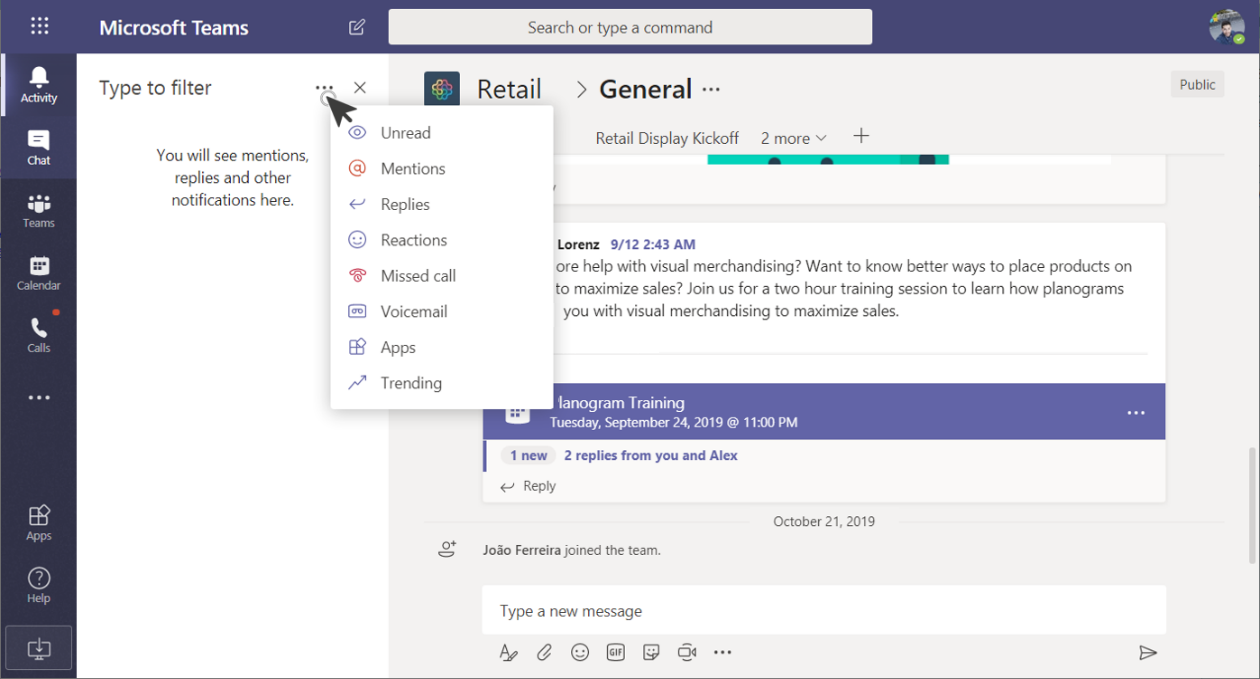 Microsoft Teams
Search or type a command
Activity
Chat
Teams
Calendar
Calls
Apps
Help
Type to filter
You will see mentions,
replies and other
notifications here.
Unread
Mentions
Replies
Reactions
Missed call
Voicemail
Apps
Trending
Retail > General
Public
Retail Display Kickoff 2 more
Lorenz 9/12 2:43 AM
ore help with visual merchandising? Want to know better ways to place products on
to maximize sales? Join us for a two hour training session to learn how planograms
you with visual merchandising to maximize sales.
lanogram Training
Tuesday, September 24, 2019 @ 11:00 PM
1 new 2 replies from you and Alex
Reply
October 21, 2019
João Ferreira joined the team.
Type a new message
GIF